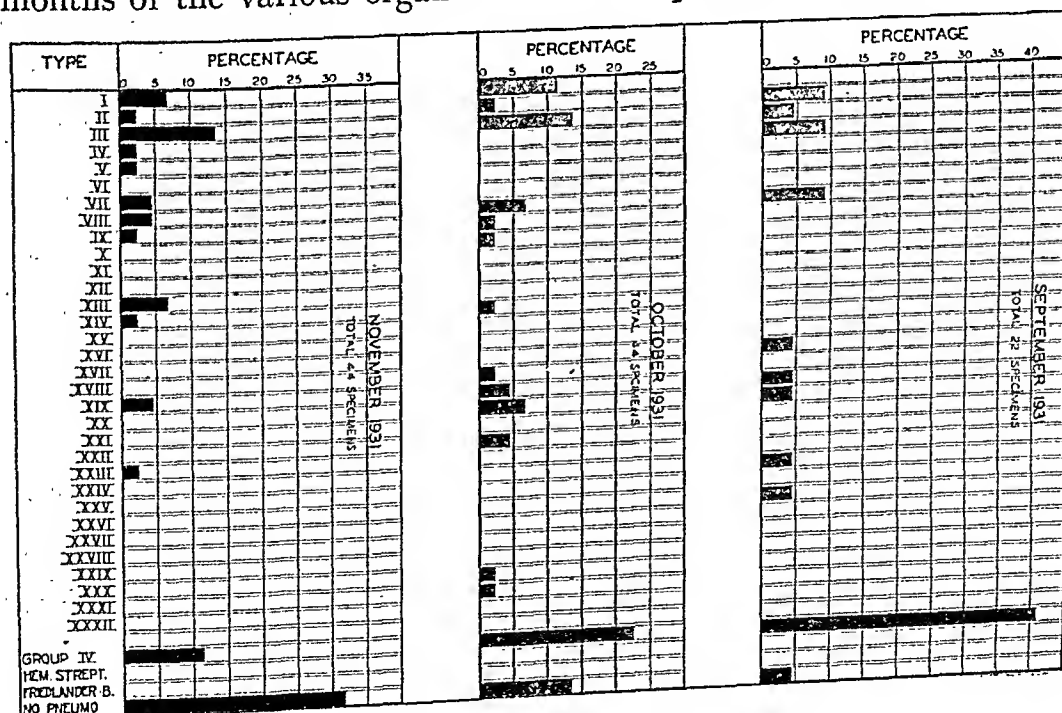 months of the various organ
TYPE
PERCENTAGE
0 5 10 15 20 25 30 35
I
II
III
IV.
V.
VI
VII
VIII
IX
X
XI
XII
XIII
XIV
XV
XVI
XVII
XVIII
XIX
XX
XXI
XXII
XXIII
XXIV
XXV
XXVI
XXVII
XXVIII
XXIX
XXX
XXXI
XXXII
GROUP IV.
HEM. STREPT.
FRIEDLANDER B.
NO PNEUMO
NOVEMBER 1931
TOTAL 44 SPECIMENS
PERCENTAGE
0 5 10 15 20 25
OCTOBER 1931
TOTAL 44 SPECIMENS
PERCENTAGE
0 5 10 15 20 25 30 35 40
SEPTEMBER 1931
TOTAL 22 SPECIMENS